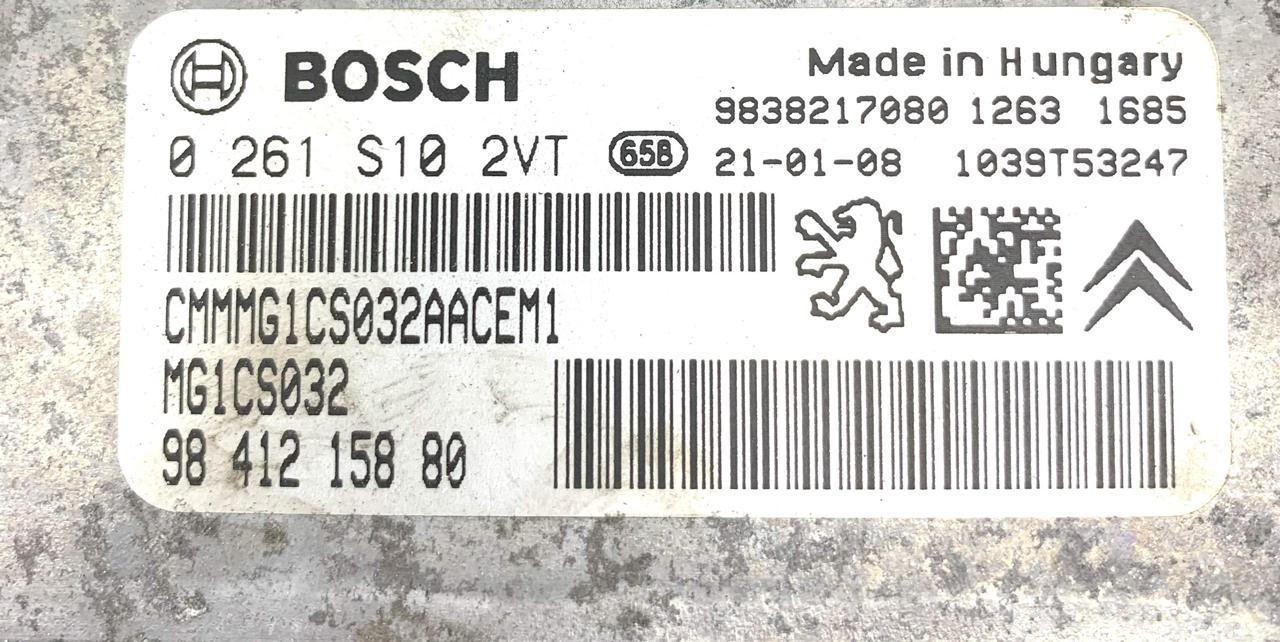 BOSCH
Made in Hungary
9838217080 1263 1685
0 261 S10 2VT 658 21-01-08 1039T53247
CMMMG1CS032AACEM1
MG1CS032
98 412 158 80